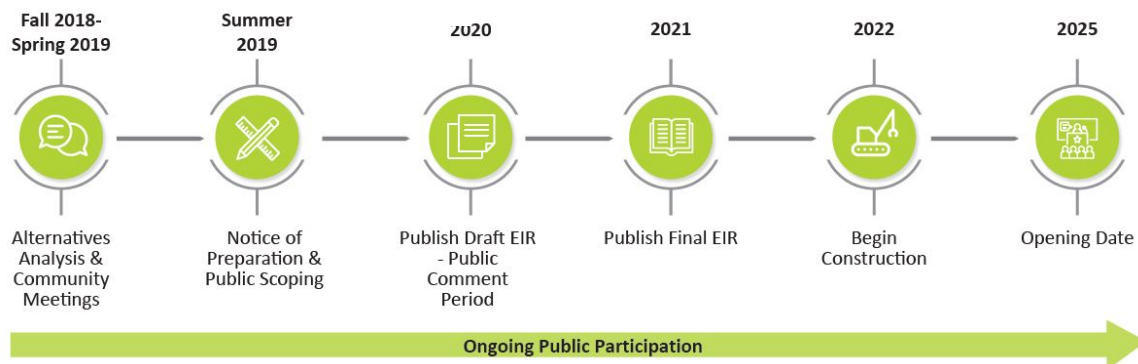 Fall 2018-
Spring 2019
Summer
2019
2020
2021
2022
2025
Alternatives
Analysis &
Community
Meetings
Notice of
Preparation &
Public Scoping
Publish Draft EIR
- Public
Comment
Period
Publish Final EIR
Begin
Construction
Opening Date
Ongoing Public Participation